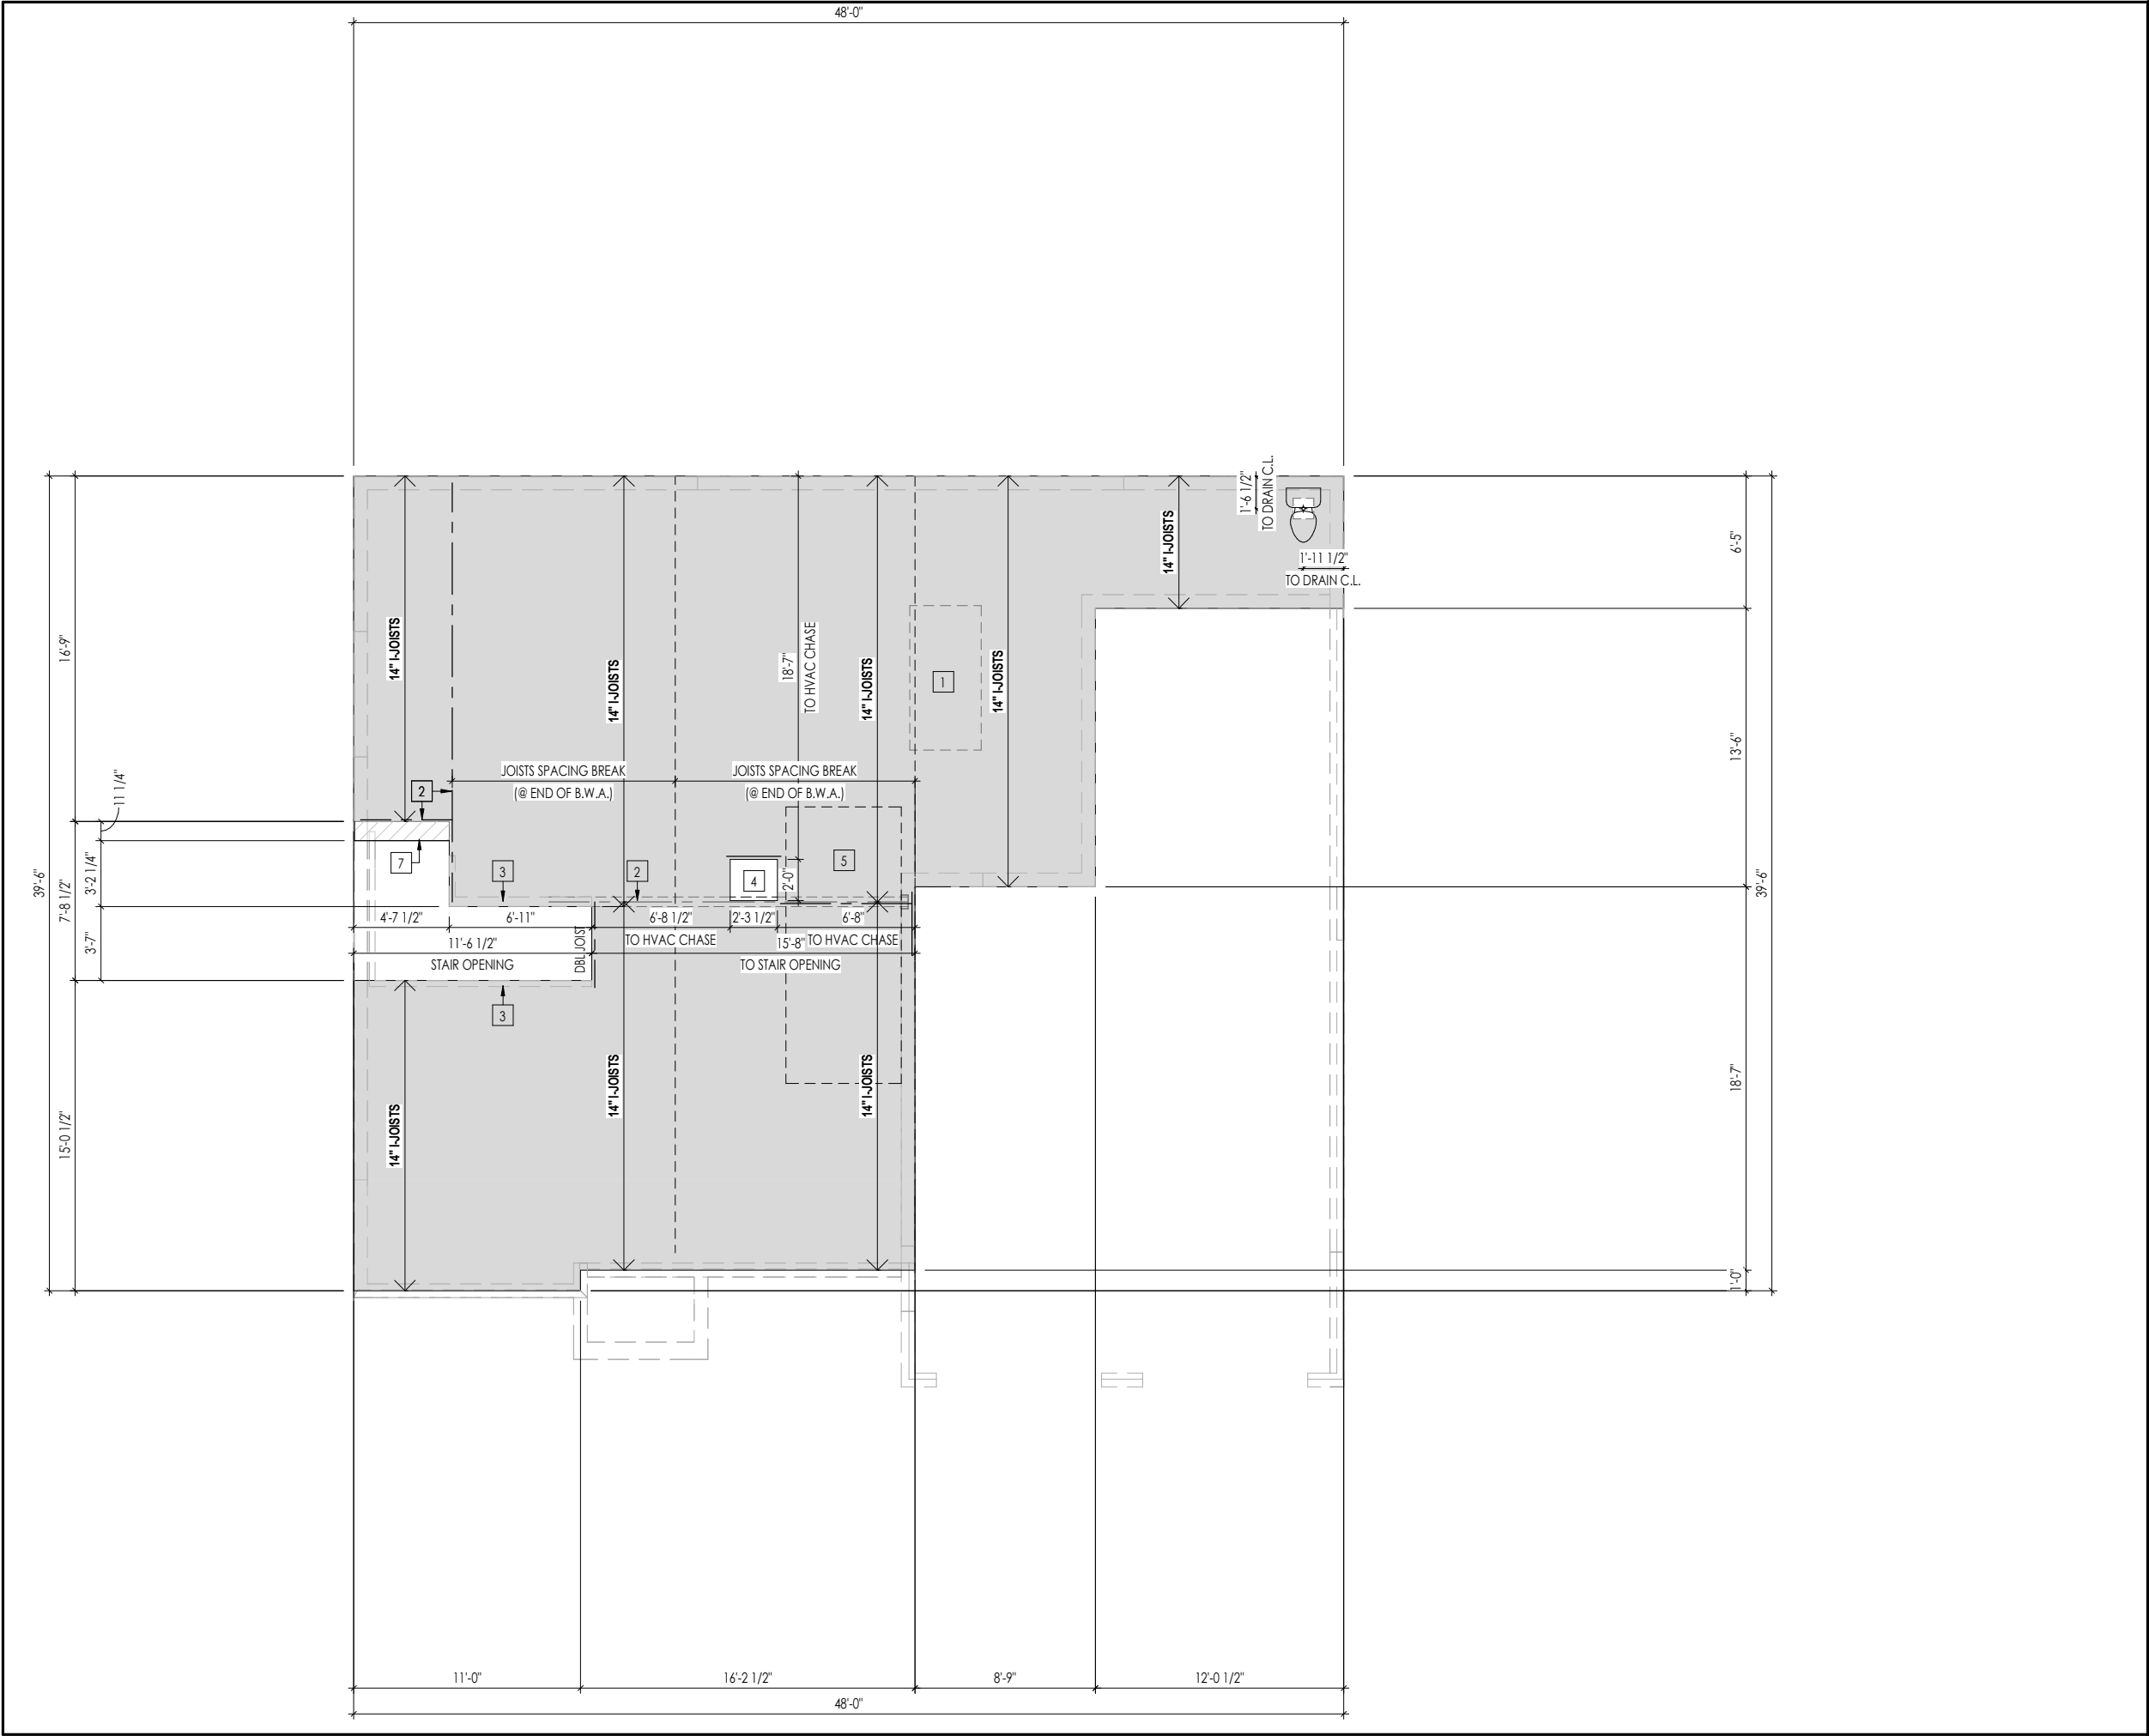 48'-0"
1'-6 1/2"
TO DRAIN C.L.
1'-11 1/2"
TO DRAIN C.L.
6'-5"
14" I-JOISTS
14" I-JOISTS
14" I-JOISTS
14" I-JOISTS
14" I-JOISTS
18'-7"
TO HVAC CHASE
1
16'-9"
13'-6"
JOISTS SPACING BREAK
(@ END OF B.W.A.)
JOISTS SPACING BREAK
(@ END OF B.W.A.)
11 1/4"
2
7
3
2
4
2'-0"
5
39'-6"
7'-8 1/2"
3'-2 1/4"
3'-7"
39'-6"
4'-7 1/2"
6'-11"
6'-8 1/2"
2'-3 1/2"
6'-8"
TO HVAC CHASE
TO HVAC CHASE
11'-6 1/2"
STAIR OPENING
DBL JOIST
15'-8"
TO STAIR OPENING
3
14" I-JOISTS
14" I-JOISTS
14" I-JOISTS
15'-0 1/2"
18'-7"
1'-0"
11'-0"
16'-2 1/2"
8'-9"
12'-0 1/2"
48'-0"